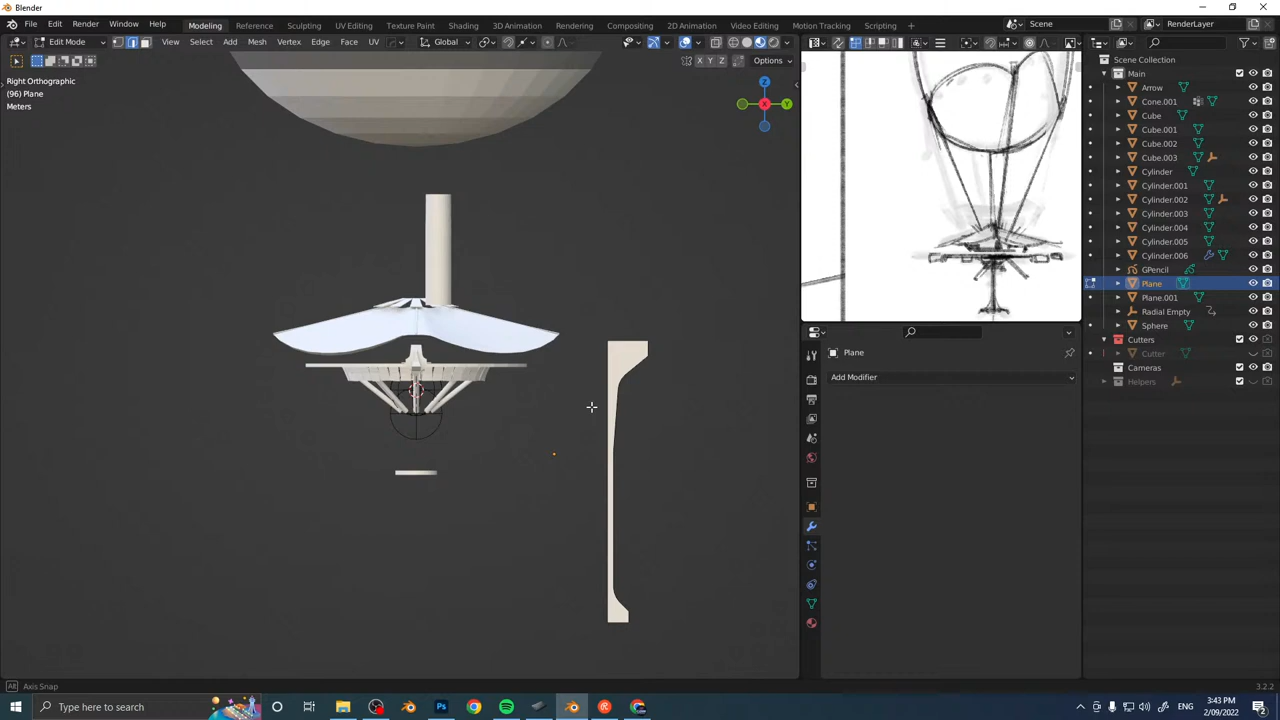 Blender
File Edit Render Window Help Modeling Reference Sculpting UV Editing Texture Paint Shading 3D Animation Rendering Compositing 2D Animation Video Editing Motion Tracking Scripting + Scene RenderLayer
Edit Mode View Select Add Mesh Vertex Edge Face UV Global
X Y Z Options
Right Orthographic
(96) Plane
Meters
Z
X
Y
Scene Collection
Main
Arrow
Cone.001
Cube
Cube.001
Cube.002
Cube.003
Cylinder
Cylinder.001
Cylinder.002
Cylinder.003
Cylinder.004
Cylinder.005
Cylinder.006
GPencil
Plane
Plane.001
Radial Empty
Sphere
Cutters
Cutter
Cameras
Helpers
Plane
Add Modifier
Alt Axis Snap
3.2.2
Type here to search
3:43 PM
2/09/2022